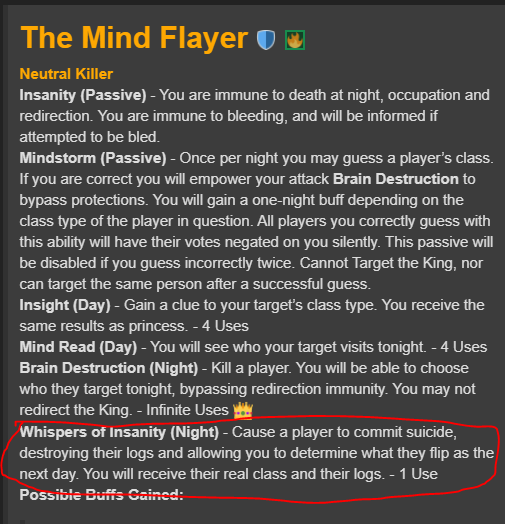 The Mind Flayer
Neutral Killer
Insanity (Passive) - You are immune to death at night, occupation and
redirection. You are immune to bleeding, and will be informed if
attempted to be bled.
Mindstorm (Passive) - Once per night you may guess a player's class.
If you are correct you will empower your attack Brain Destruction to
bypass protections. You will gain a one-night buff depending on the
class type of the player in question. All players you correctly guess with
this ability will have their votes negated on you silently. This passive will
be disabled if you guess incorrectly twice. Cannot Target the King, nor
can target the same person after a successful guess.
Insight (Day) - Gain a clue to your target's class type. You receive the
same results as princess. - 4 Uses
Mind Read (Day) - You will see who your target visits tonight. - 4 Uses
Brain Destruction (Night) - Kill a player. You will be able to choose
who they target tonight, bypassing redirection immunity. You may not
redirect the King. - Infinite Uses
Whispers of Insanity (Night) - Cause a player to commit suicide,
destroying their logs and allowing you to determine what they flip as the
next day. You will receive their real class and their logs. - 1 Use
Possible Buffs Gained: